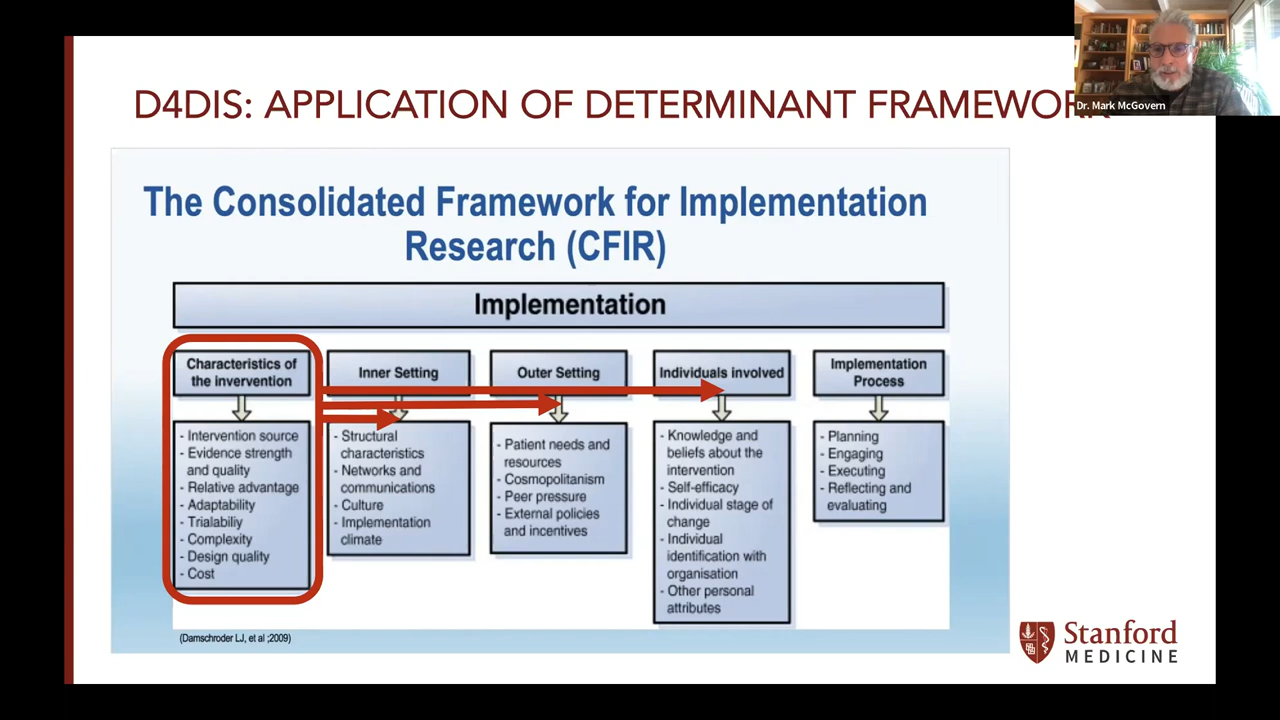 D4DIS: APPLICATION OF DETERMINANT FRAMEWORK
Dr. Mark McGovern
The Consolidated Framework for Implementation
Research (CFIR)
Implementation
Characteristics of
the invervention
- Intervention source
- Evidence strength
and quality
- Relative advantage
- Adaptability
- Trialabiliy
- Complexity
- Design quality
- Cost
Inner Setting
- Structural
characteristics
- Networks and
communications
- Culture
- Implementation
climate
Outer Setting
- Patient needs and
resources
- Cosmopolitanism
- Peer pressure
- External policies
and incentives
Individuals involved
- Knowledge and
beliefs about the
intervention
- Self-efficacy
- Individual stage of
change
- Individual
identification with
organisation
- Other personal
attributes
Implementation
Process
- Planning
- Engaging
- Executing
- Reflecting and
evaluating
(Damschroder LJ, et al ;2009)
Stanford
MEDICINE